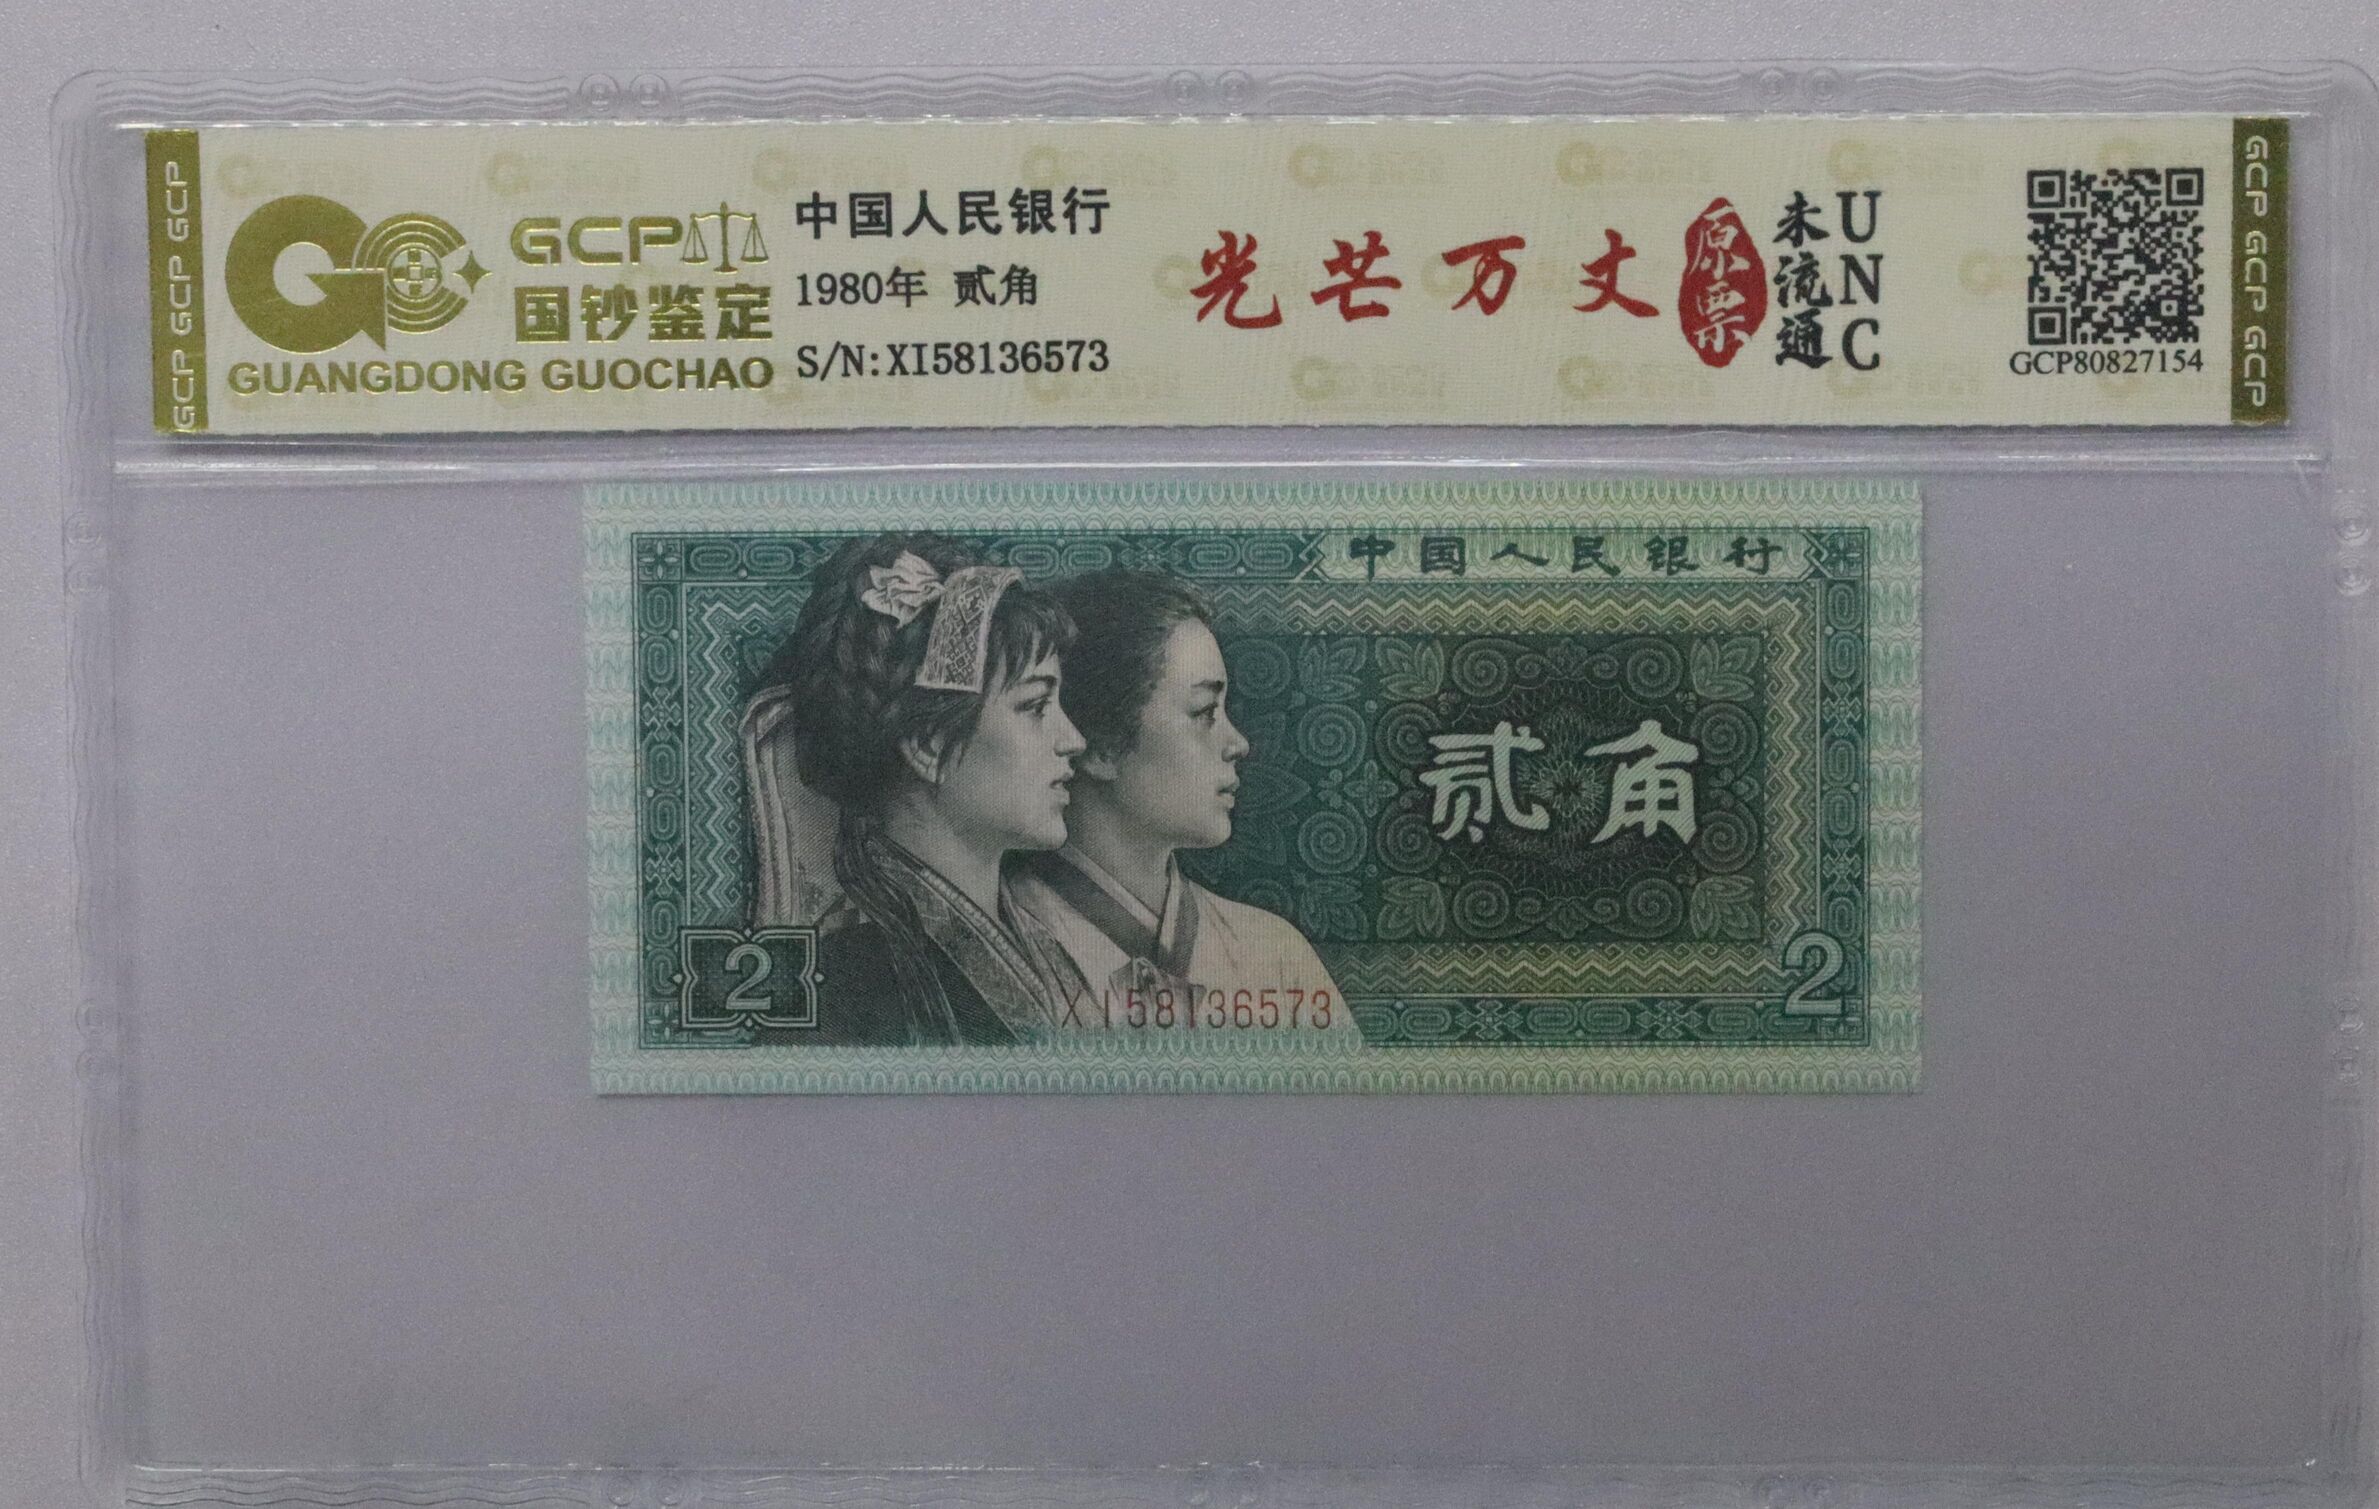 GCP GCP GCP
GCP
国钞鉴定
GUANGDONG GUOCHAO
中国人民银行
1980年 贰角
S/N:XI58136573
光芒万丈
原票
未流通
UNC
GCP80827154
GCP GCP GCP
中国人民银行
贰角
2
XI58136573
2